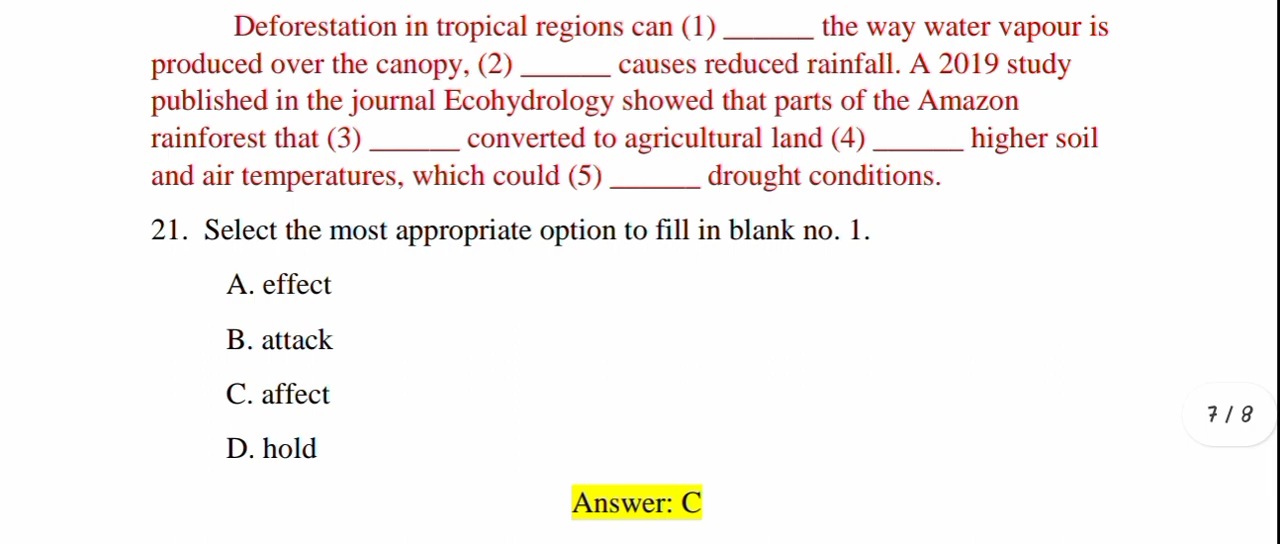 Deforestation in tropical regions can (1) ______ the way water vapour is
produced over the canopy, (2) ______ causes reduced rainfall. A 2019 study
published in the journal Ecohydrology showed that parts of the Amazon
rainforest that (3) ______ converted to agricultural land (4) ______ higher soil
and air temperatures, which could (5) ______ drought conditions.
21. Select the most appropriate option to fill in blank no. 1.
A. effect
B. attack
C. affect
D. hold
7 / 8
Answer: C